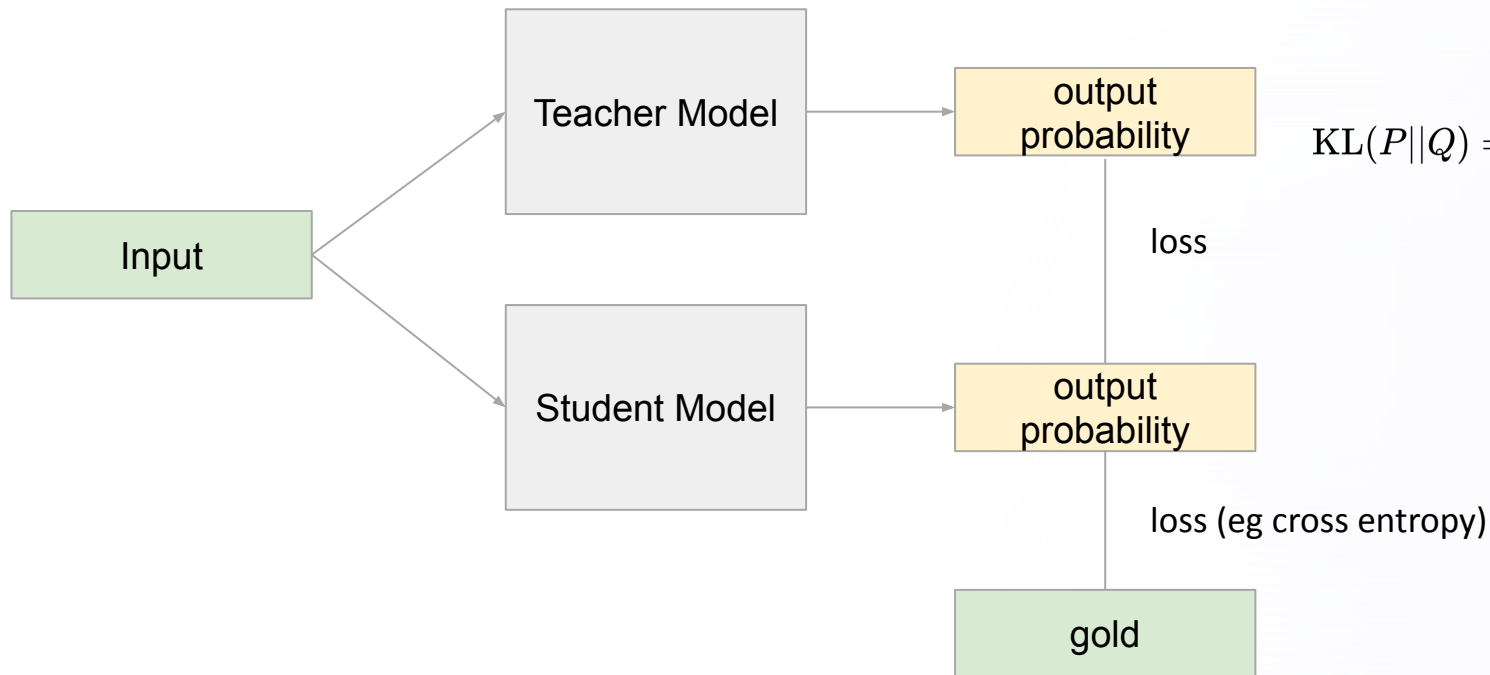 Teacher Model
output
probability
KL(P||Q) =
loss
Input
Student Model
output
probability
loss (eg cross entropy)
gold